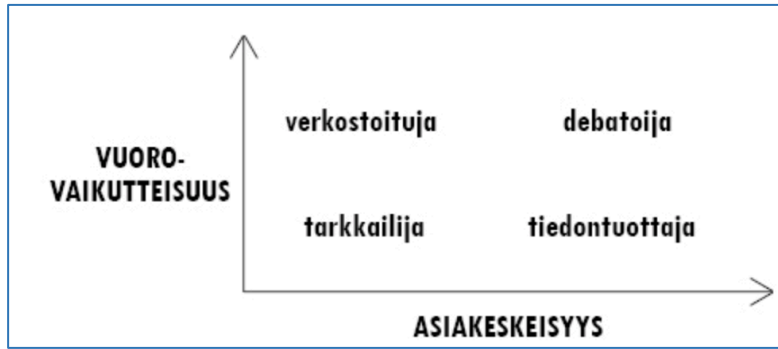 verkostoituja debatoija
VUORO-
VAIKUTTEISUUS
tarkkailija tiedontuottaja
ASIAKESKEISYYS